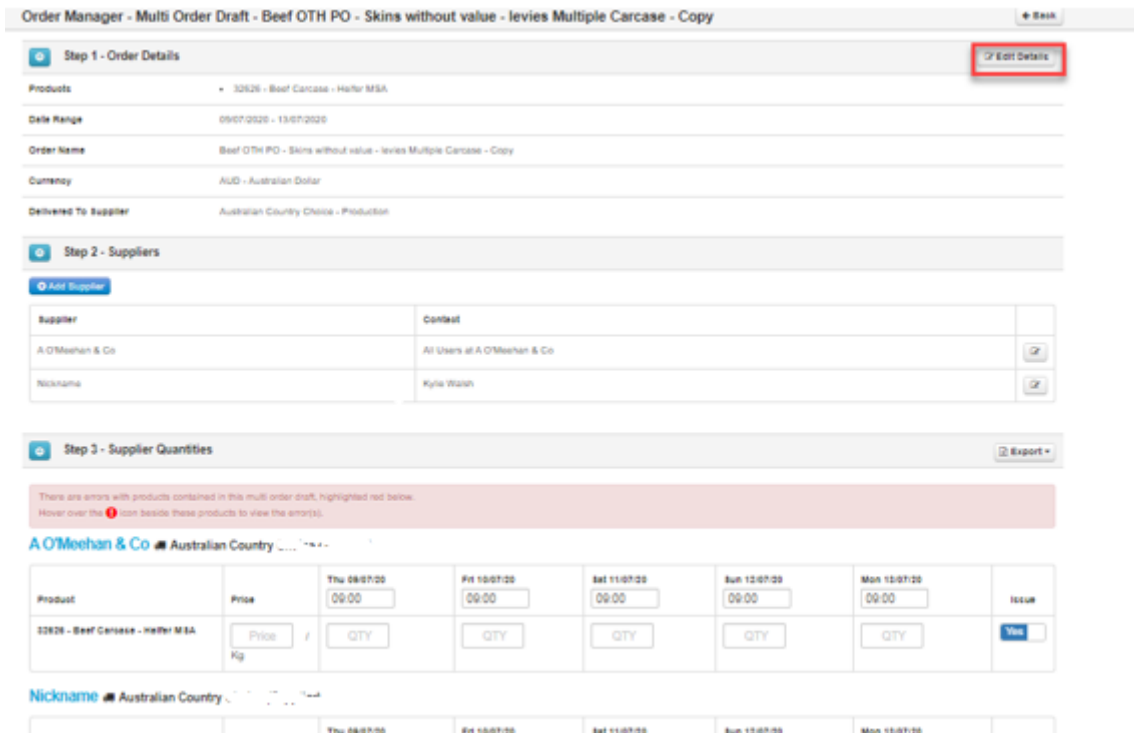 Order Manager - Multi Order Draft - Beef OTH PO - Skins without value - levies Multiple Carcase - Copy
Back
Step 1 - Order Details
Edit Details
Products
32626 - Beef Carcase - Heifer MSA
Date Range
09/07/2020 - 13/07/2020
Order Name
Beef OTH PO - Skins without value - levies Multiple Carcase - Copy
Currency
AUD - Australian Dollar
Delivered To Supplier
Australian Country Choice - Production
Step 2 - Suppliers
Add Supplier
Supplier Contact
A O'Meehan & Co All Users at A O'Meehan & Co
Nickname Kylie Walsh
Step 3 - Supplier Quantities
Export
There are errors with products contained in this multi order draft, highlighted red below.
Hover over the icon beside these products to view the error(s).
A O'Meehan & Co Australian Country
Thu 09/07/20 Fri 10/07/20 Sat 11/07/20 Sun 12/07/20 Mon 13/07/20
Product Price 09:00 09:00 09:00 09:00 09:00 Issue
32626 - Beef Carcase - Heifer MSA Price / QTY QTY QTY QTY QTY Yes
Kg
Nickname Australian Country
Thu 09/07/20 Fri 10/07/20 Sat 11/07/20 Sun 12/07/20 Mon 13/07/20